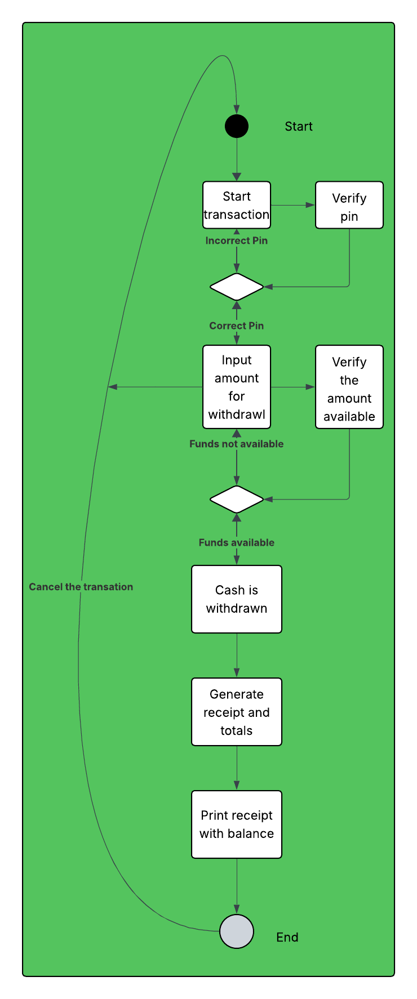 Start
Start
transaction
Verify
pin
Incorrect Pin
Correct Pin
Input
amount
for
withdrawl
Verify
the
amount
available
Funds not available
Funds available
Cancel the transation
Cash is
withdrawn
Generate
receipt and
totals
Print receipt
with balance
End